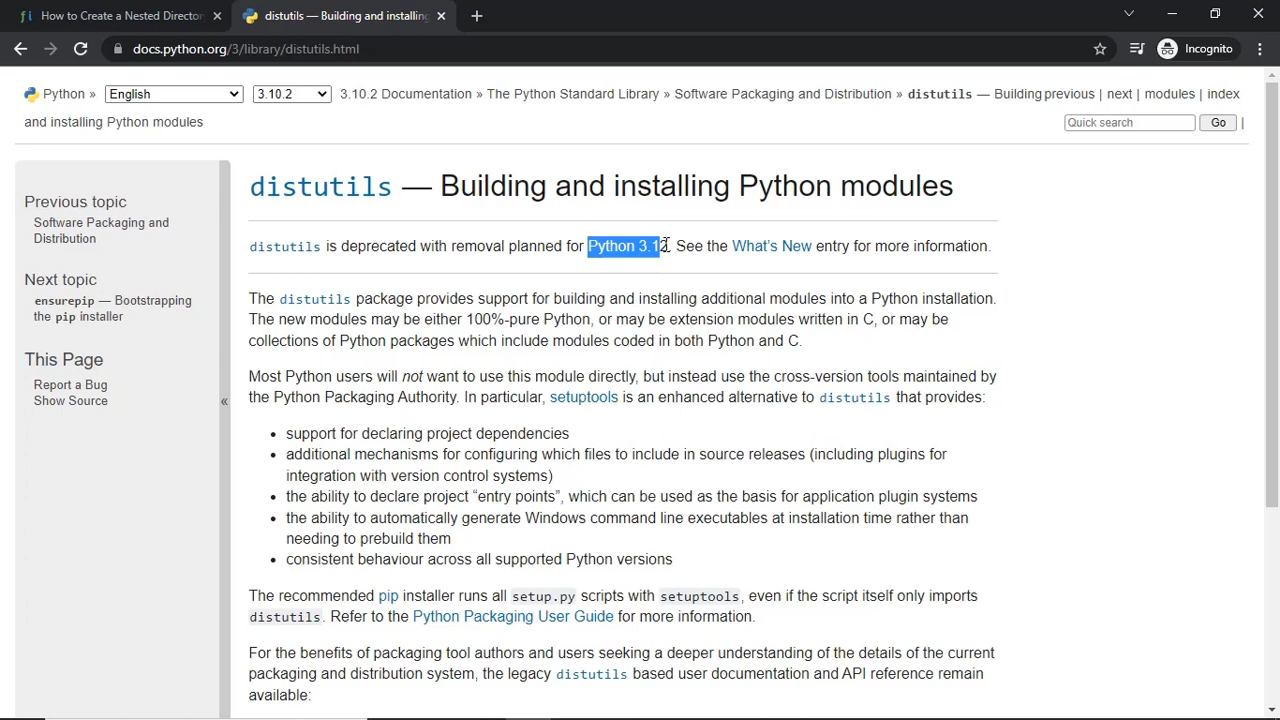 How to Create a Nested Director
distutils — Building and installing
docs.python.org/3/library/distutils.html
Incognito
Python » English 3.10.2 3.10.2 Documentation » The Python Standard Library » Software Packaging and Distribution » distutils — Building previous | next | modules | index
and installing Python modules
Quick search Go |
Previous topic
Software Packaging and
Distribution
Next topic
ensurepip — Bootstrapping
the pip installer
This Page
Report a Bug
Show Source
«
distutils — Building and installing Python modules
distutils is deprecated with removal planned for Python 3.12. See the What's New entry for more information.
The distutils package provides support for building and installing additional modules into a Python installation.
The new modules may be either 100%-pure Python, or may be extension modules written in C, or may be
collections of Python packages which include modules coded in both Python and C.
Most Python users will not want to use this module directly, but instead use the cross-version tools maintained by
the Python Packaging Authority. In particular, setuptools is an enhanced alternative to distutils that provides:
• support for declaring project dependencies
• additional mechanisms for configuring which files to include in source releases (including plugins for
integration with version control systems)
• the ability to declare project “entry points”, which can be used as the basis for application plugin systems
• the ability to automatically generate Windows command line executables at installation time rather than
needing to prebuild them
• consistent behaviour across all supported Python versions
The recommended pip installer runs all setup.py scripts with setuptools, even if the script itself only imports
distutils. Refer to the Python Packaging User Guide for more information.
For the benefits of packaging tool authors and users seeking a deeper understanding of the details of the current
packaging and distribution system, the legacy distutils based user documentation and API reference remain
available: